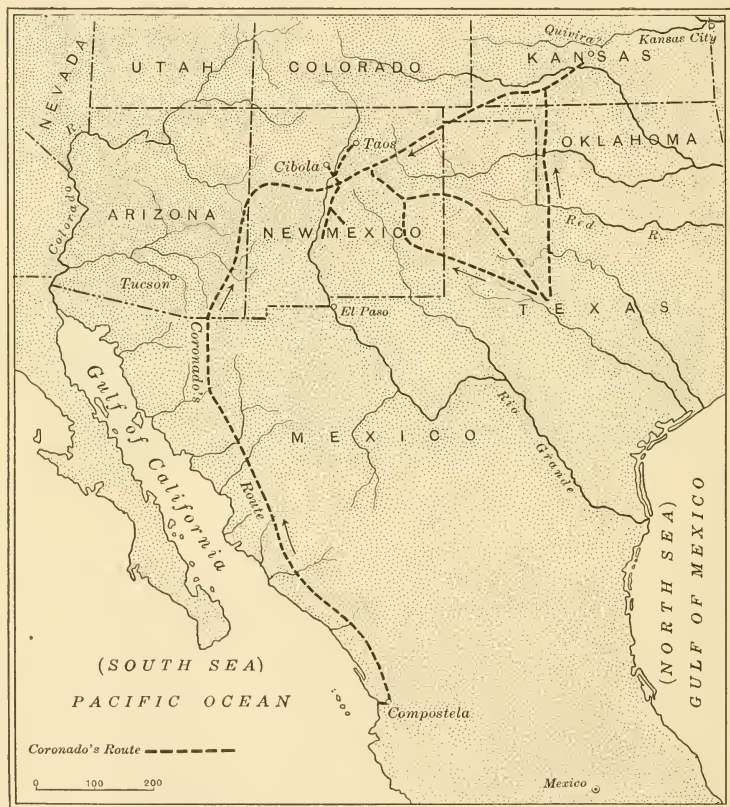 NEVADA
UTAH
COLORADO
Quivira?
KANSAS
Kansas City
R.
Taos
Cibola
OKLAHOMA
Colorado
ARIZONA
NEW MEXICO
Red R.
Tucson
El Paso
TEXAS
Coronado's Route
Gulf of California
MEXICO
Rio Grande
(NORTH SEA)
GULF OF MEXICO
(SOUTH SEA)
PACIFIC OCEAN
Compostela
Coronado's Route
0 100 200
Mexico